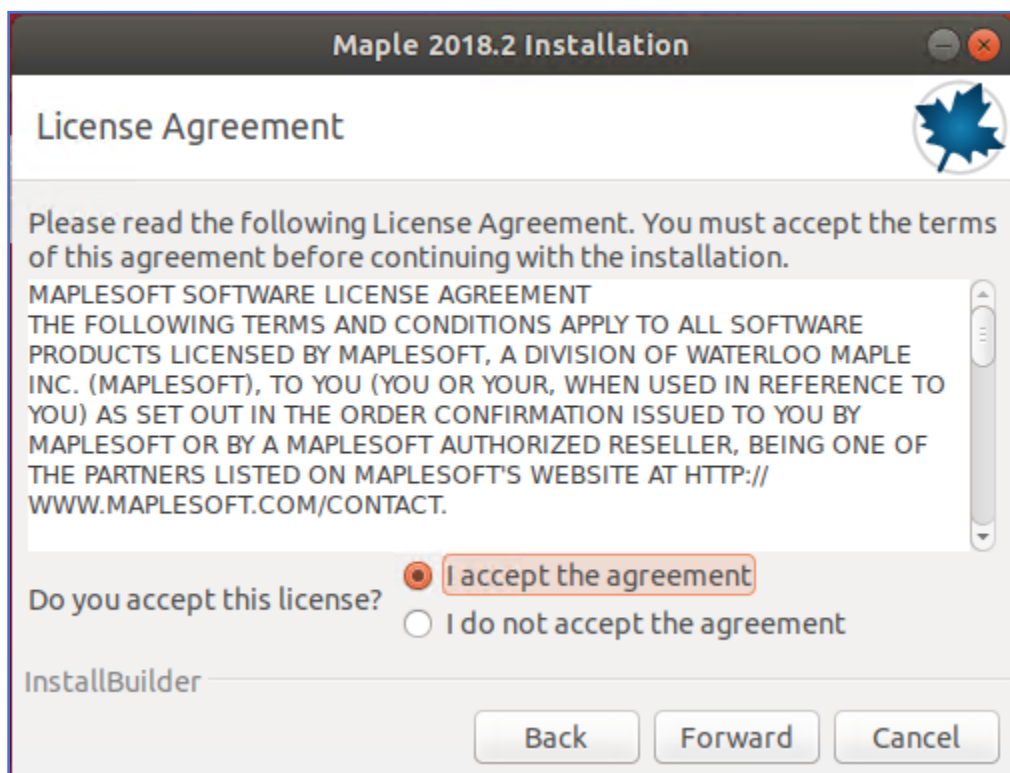 Maple 2018.2 Installation
License Agreement
Please read the following License Agreement. You must accept the terms
of this agreement before continuing with the installation.
MAPLESOFT SOFTWARE LICENSE AGREEMENT
THE FOLLOWING TERMS AND CONDITIONS APPLY TO ALL SOFTWARE
PRODUCTS LICENSED BY MAPLESOFT, A DIVISION OF WATERLOO MAPLE
INC. (MAPLESOFT), TO YOU (YOU OR YOUR, WHEN USED IN REFERENCE TO
YOU) AS SET OUT IN THE ORDER CONFIRMATION ISSUED TO YOU BY
MAPLESOFT OR BY A MAPLESOFT AUTHORIZED RESELLER, BEING ONE OF
THE PARTNERS LISTED ON MAPLESOFT'S WEBSITE AT HTTP://
WWW.MAPLESOFT.COM/CONTACT.
Do you accept this license?
I accept the agreement
I do not accept the agreement
InstallBuilder
Back
Forward
Cancel